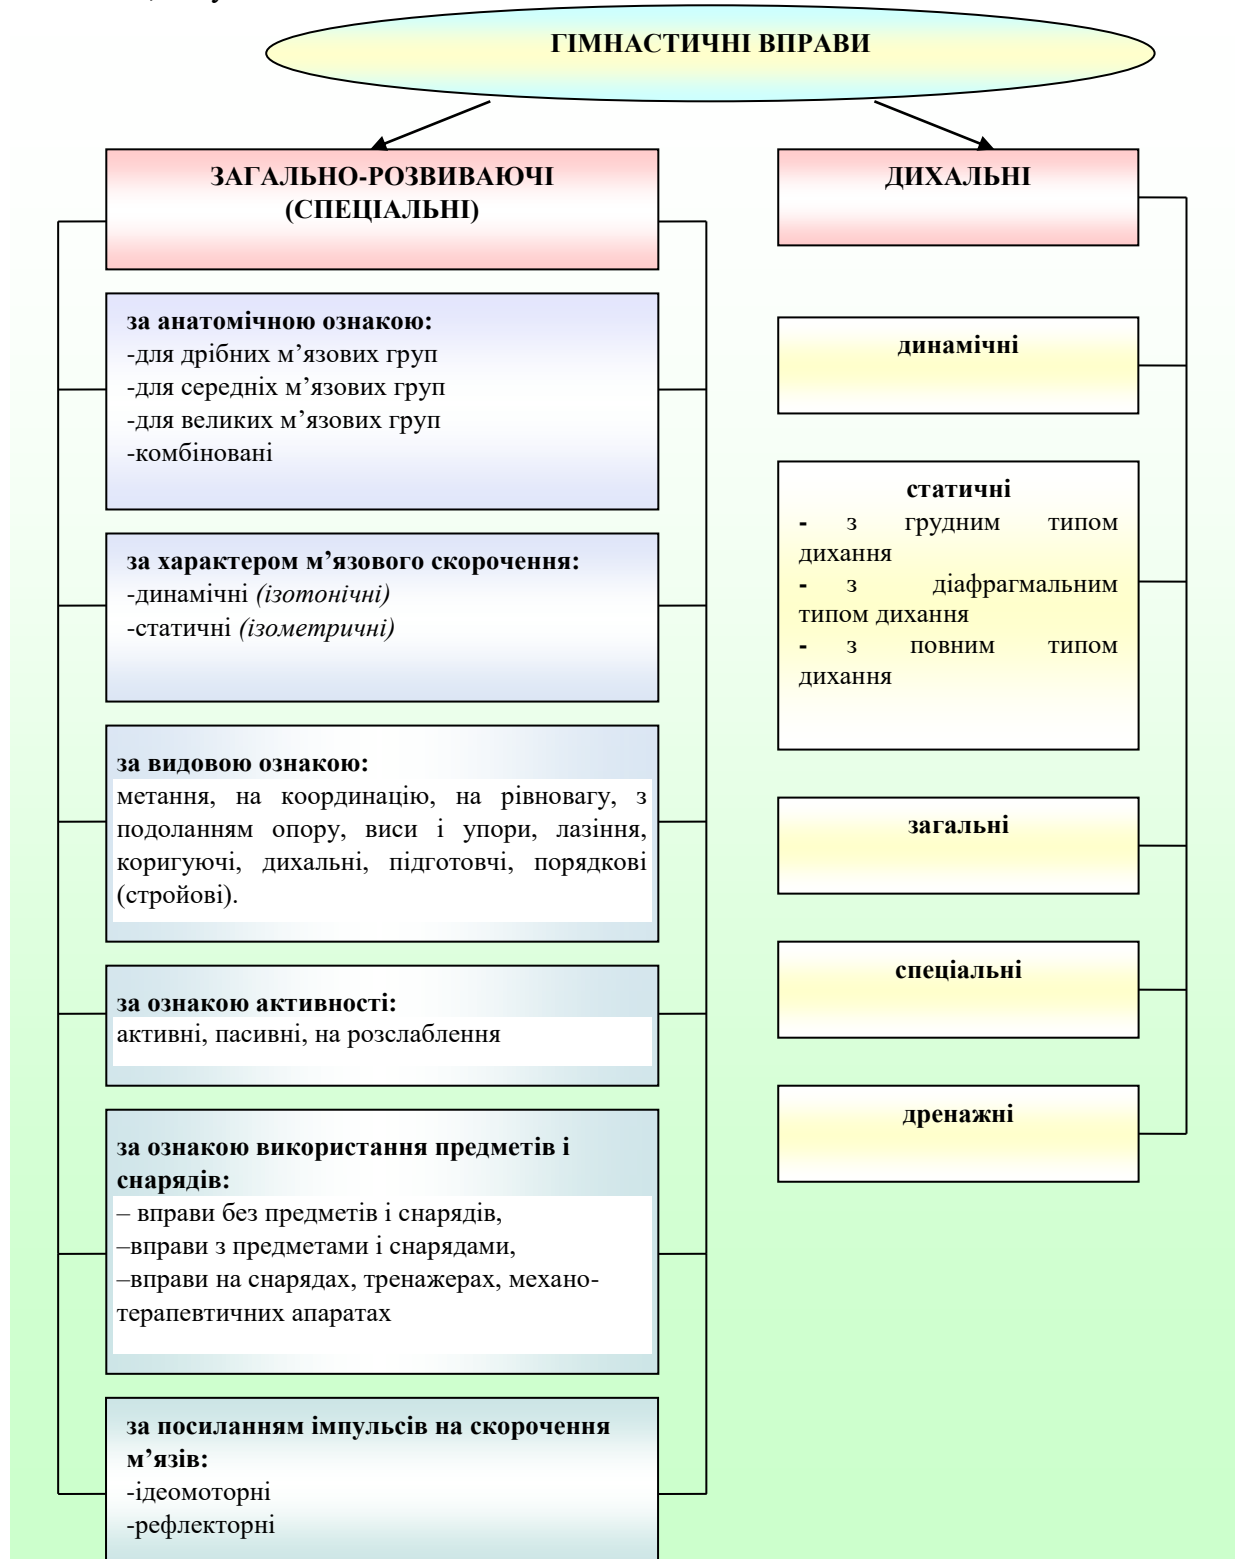 ГІМНАСТИЧНІ ВПРАВИ
ЗАГАЛЬНО-РОЗВИВАЮЧІ
(СПЕЦІАЛЬНІ)
за анатомічною ознакою:
-для дрібних м’язових груп
-для середніх м’язових груп
-для великих м’язових груп
-комбіновані
за характером м’язового скорочення:
-динамічні (ізотонічні)
-статичні (ізометричні)
за видовою ознакою:
метання, на координацію, на рівновагу, з
подоланням опору, виси і упори, лазіння,
коригуючі, дихальні, підготовчі, порядкові
(стройові).
за ознакою активності:
активні, пасивні, на розслаблення
за ознакою використання предметів і
снарядів:
– вправи без предметів і снарядів,
–вправи з предметами і снарядами,
–вправи на снарядах, тренажерах, механо-
терапевтичних апаратах
за посиланням імпульсів на скорочення
м’язів:
-ідеомоторні
-рефлекторні
ДИХАЛЬНІ
динамічні
статичні
- з грудним типом
дихання
- з діафрагмальним
типом дихання
- з повним типом
дихання
загальні
спеціальні
дренажні